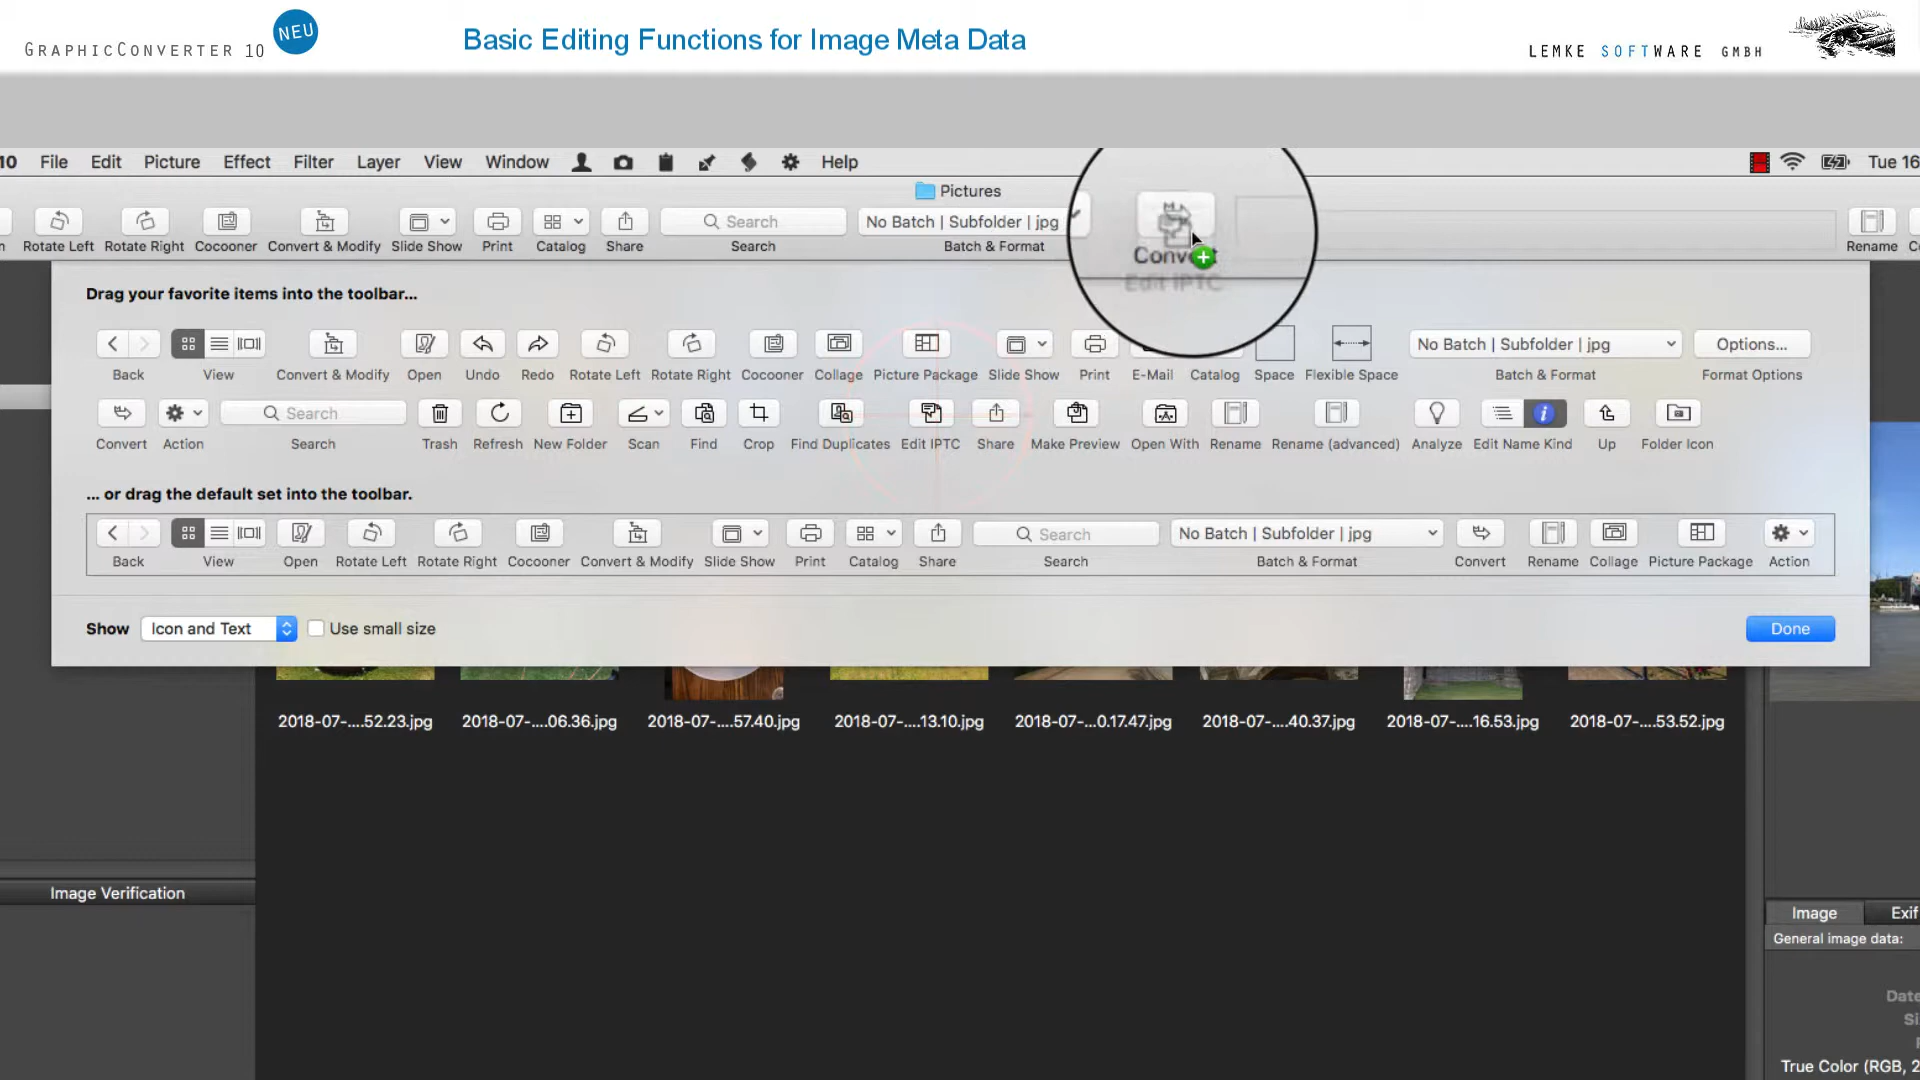 GRAPHICCONVERTER 10
NEU
Basic Editing Functions for Image Meta Data
LEMKE SOFTWARE GMBH
10 File Edit Picture Effect Filter Layer View Window Help
Tue 16
Pictures
Search
No Batch | Subfolder | jpg
Rotate Left Rotate Right Cocooner Convert & Modify Slide Show Print Catalog Share Search Batch & Format
Convert
Edit IPTC
Rename
Drag your favorite items into the toolbar...
No Batch | Subfolder | jpg
Options...
Back View Convert & Modify Open Undo Redo Rotate Left Rotate Right Cocooner Collage Picture Package Slide Show Print E-Mail Catalog Space Flexible Space Batch & Format Format Options
Search
Convert Action Search Trash Refresh New Folder Scan Find Crop Find Duplicates Edit IPTC Share Make Preview Open With Rename Rename (advanced) Analyze Edit Name Kind Up Folder Icon
... or drag the default set into the toolbar.
Search
No Batch | Subfolder | jpg
Back View Open Rotate Left Rotate Right Cocooner Convert & Modify Slide Show Print Catalog Share Search Batch & Format Convert Rename Collage Picture Package Action
Show Icon and Text Use small size
Done
2018-07-....52.23.jpg 2018-07-....06.36.jpg 2018-07-....57.40.jpg 2018-07-....13.10.jpg 2018-07-...0.17.47.jpg 2018-07-....40.37.jpg 2018-07-....16.53.jpg 2018-07-....53.52.jpg
Image Verification
Image Exif
General image data:
Date
Si
True Color (RGB, 2